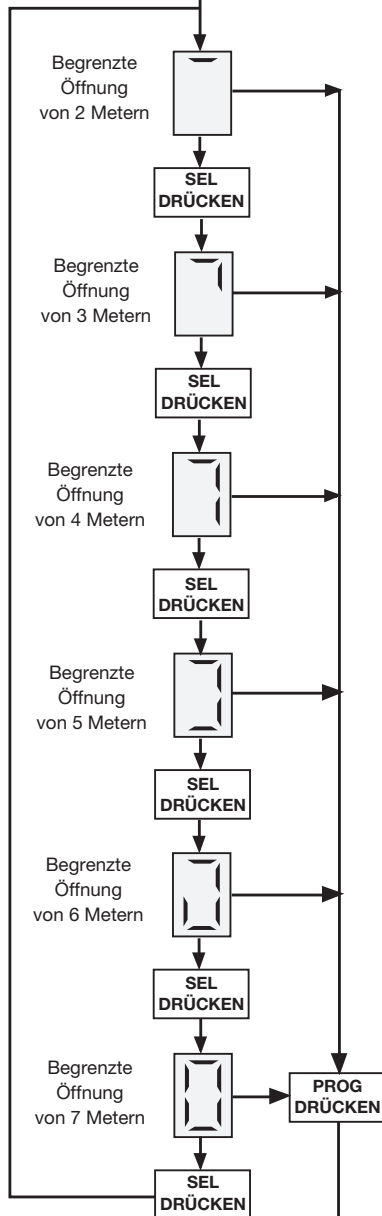 Begrenzte
Öffnung
von 2 Metern
SEL
DRÜCKEN
Begrenzte
Öffnung
von 3 Metern
SEL
DRÜCKEN
Begrenzte
Öffnung
von 4 Metern
SEL
DRÜCKEN
Begrenzte
Öffnung
von 5 Metern
SEL
DRÜCKEN
Begrenzte
Öffnung
von 6 Metern
SEL
DRÜCKEN
Begrenzte
Öffnung
von 7 Metern
PROG
DRÜCKEN
SEL
DRÜCKEN